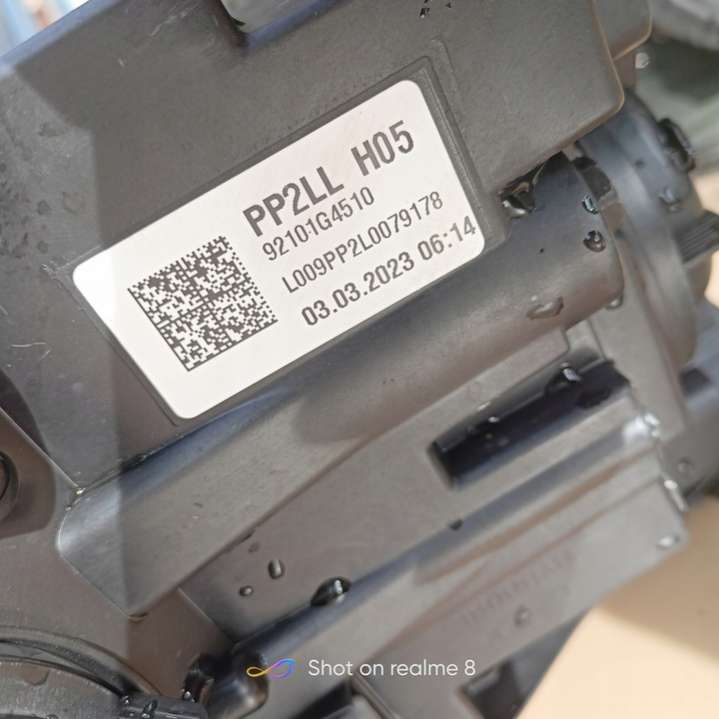 PP2LL H05
92101G4510
L009PP2L0079178
03.03.2023 06:14
Shot on realme 8